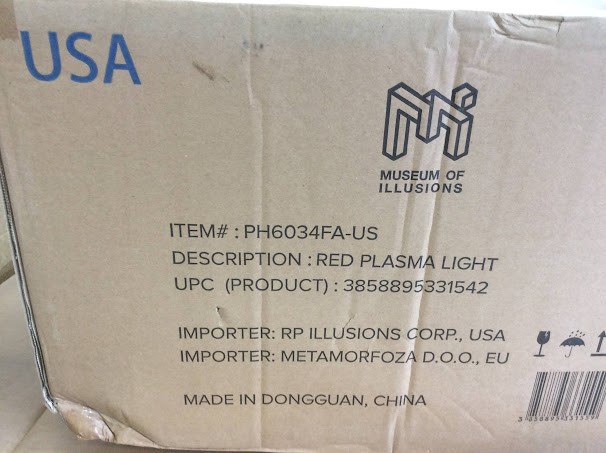 USA
MUSEUM OF
ILLUSIONS
ITEM# : PH6034FA-US
DESCRIPTION : RED PLASMA LIGHT
UPC (PRODUCT) : 3858895331542
IMPORTER: RP ILLUSIONS CORP., USA
IMPORTER: METAMORFOZA D.O.O., EU
MADE IN DONGGUAN, CHINA